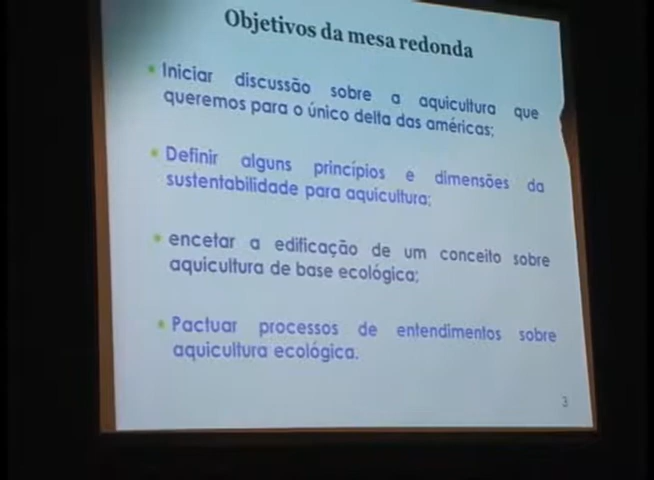 Objetivos da mesa redonda
Iniciar discussão sobre a aquicultura que
queremos para o único delta das américas;
Definir alguns princípios e dimensões da
sustentabilidade para aquicultura;
encetar a edificação de um conceito sobre
aquicultura de base ecológica;
Pactuar processos de entendimentos sobre
aquicultura ecológica.
3